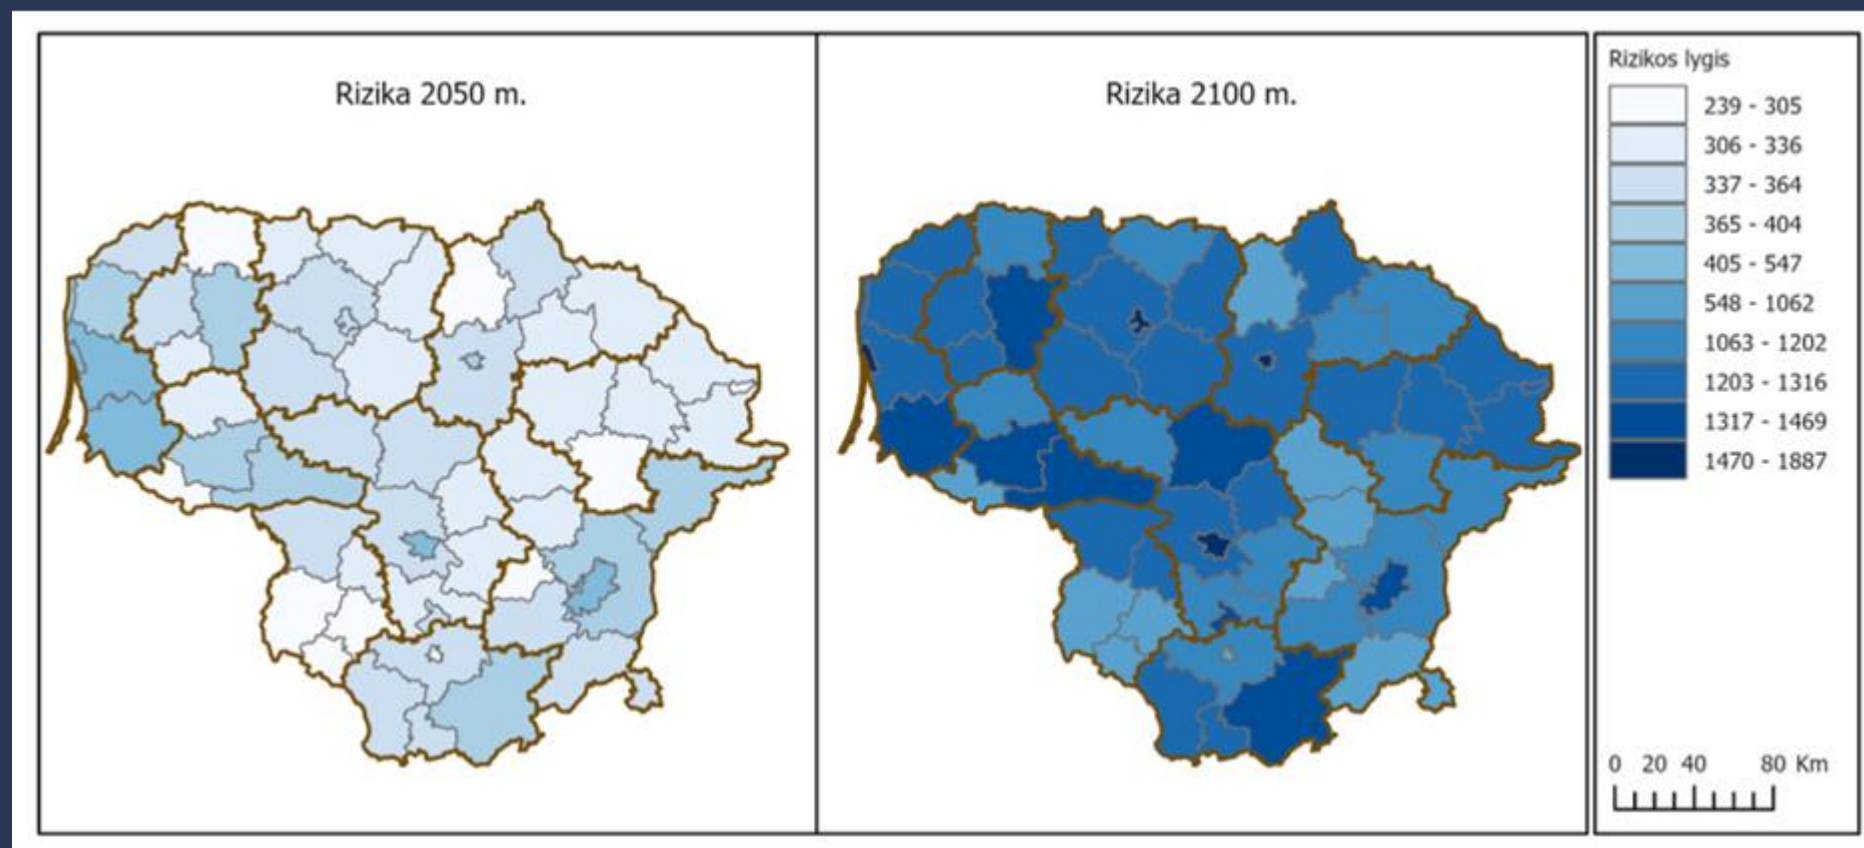 Rizika 2050 m.
Rizika 2100 m.
Rizikos lygis
239 - 305
306 - 336
337 - 364
365 - 404
405 - 547
548 - 1062
1063 - 1202
1203 - 1316
1317 - 1469
1470 - 1887
0 20 40 80 Km